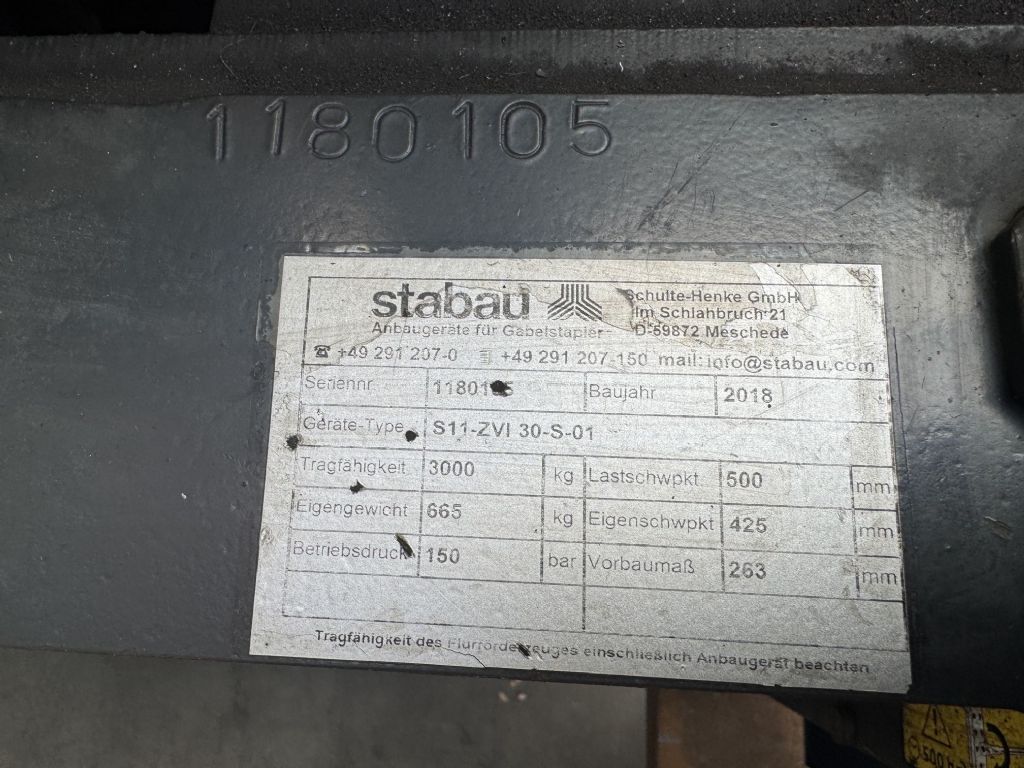 1180105
stabau Schulte-Henke GmbH
Im Schlahbruch 21
Anbaugeräte für Gabelstapler D-59872 Meschede
☎ +49 291 207-0 +49 291 207 150 mail: info@stabau.com
Seriennr. 1180105 Baujahr 2018
Geräte-Type S11-ZVI 30-S-01
Tragfähigkeit 3000 kg Lastschwpkt 500 mm
Eigengewicht 665 kg Eigenschwpkt 425 mm
Betriebsdruck 150 bar Vorbaumaß 263 mm
Tragfähigkeit des Flurförderzeuges einschließlich Anbaugerät beachten